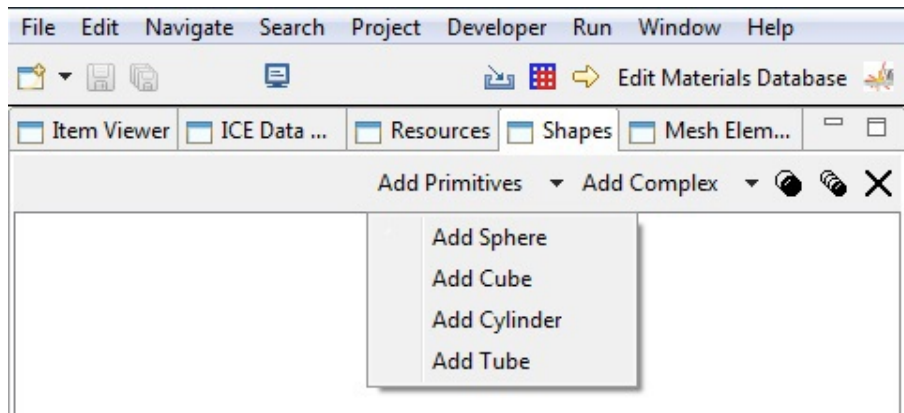 File Edit Navigate Search Project Developer Run Window Help
Edit Materials Database
Item Viewer ICE Data ... Resources Shapes Mesh Elem...
Add Primitives Add Complex
Add Sphere
Add Cube
Add Cylinder
Add Tube